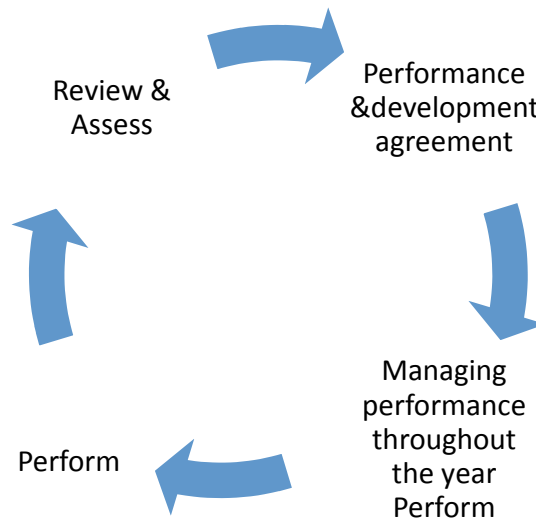 Review &
Assess
Performance
&development
agreement
Managing
performance
throughout
the year
Perform
Perform